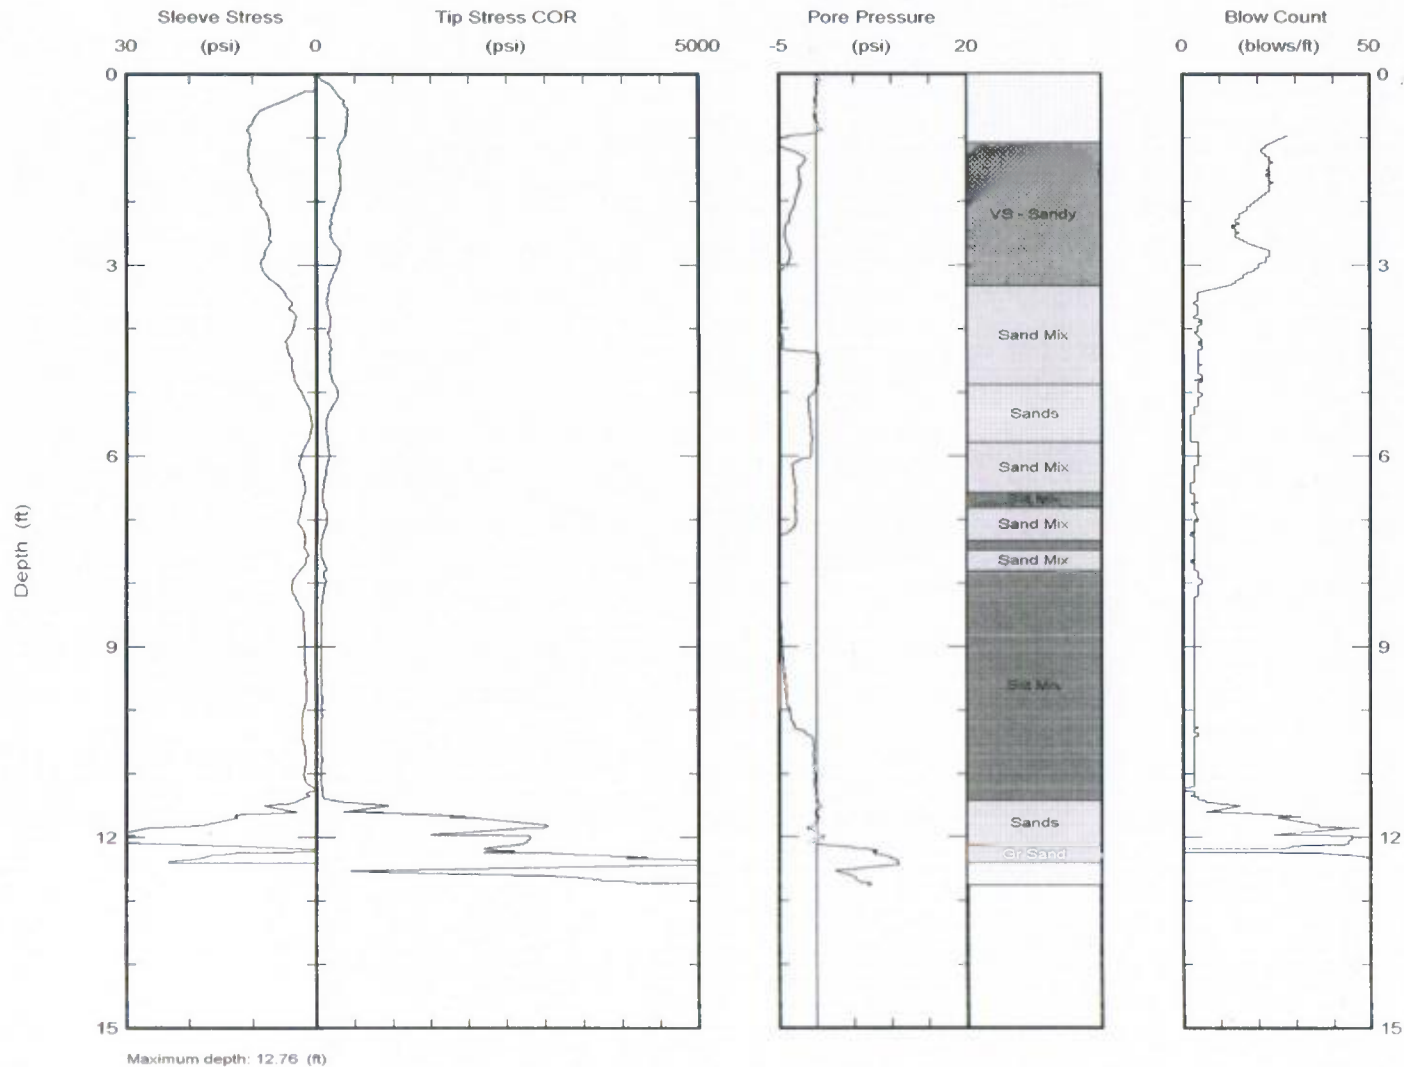 Sleeve Stress Tip Stress COR Pore Pressure Blow Count
30 (psi) 0 (psi) 5000 -5 (psi) 20 0 (blows/ft) 50
0 0
VS - Sandy
3 3
Sand Mix
Sands
6 6
Sand Mix
Silt Mix
Sand Mix
Sand Mix
Depth (ft)
9 9
Silt Mix
Sands
12 12
Gr Sand
15 15
Maximum depth: 12.76 (ft)